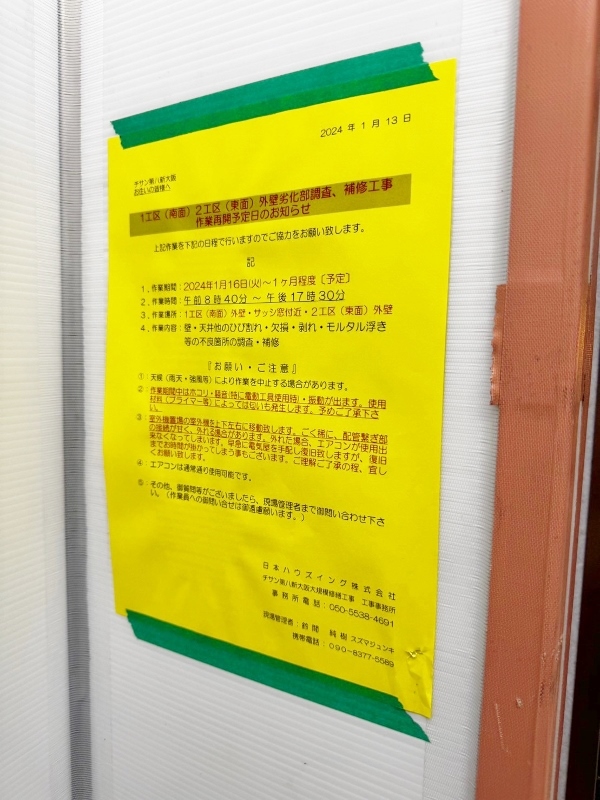 2024 年 1 月 13 日
チサン第八新大阪
お住いの皆様へ
1工区（南面）2工区（東面）外壁劣化部調査、補修工事
作業再開予定日のお知らせ
上記作業を下記の日程で行いますのでご協力をお願い致します。
記
1．作業期間：2024年1月16日(火)～1ヶ月程度〔予定〕
2．作業時間：午前8時40分 ～ 午後17時30分
3．作業場所：1工区（南面）外壁・サッシ窓付近・2工区（東面）外壁
4．作業内容：壁・天井他のひび割れ・欠損・剥れ・モルタル浮き
等の不良箇所の調査・補修
『お願い・ご注意』
①：天候（雨天・強風等）により作業を中止する場合があります。
②：作業期間中はホコリ・騒音(特に電動工具使用時)・振動が出ます。使用
材料（プライマー等）によっては匂いも発生します。予めご了承下さ
い。
③：室外機置場の室外機を上下左右に移動致します。ごく稀に、配管繋ぎ部
の接続が甘く、外れる場合があります。外れた場合、エアコンが使用出
来なくなってしまいます。早急に電気屋を手配し復旧致しますが、復旧
までお時間が掛かってしまう事もございます。ご理解ご了承の程、宜し
くお願い致します。
④：エアコンは通常通り使用可能です。
⑤：その他、御質問等がございましたら、現場管理者まで御問い合わせ下さ
い。（作業員への御問い合せは御遠慮願います。）
日本ハウズイング株式会社
チサン第八新大阪大規模修繕工事 工事事務所
事務所電話：050-5538-4691
現場管理者：鈴間 純樹 スズマジュンキ
携帯電話：090-8377-5589